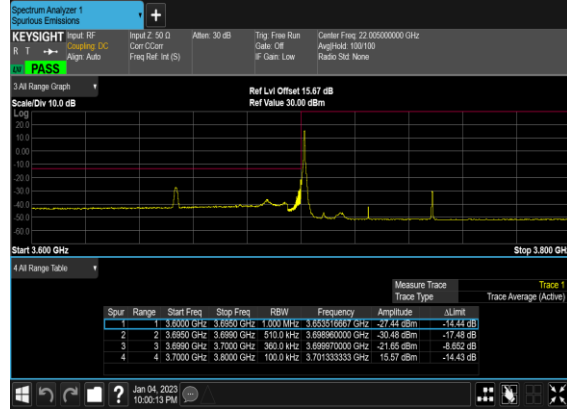 Spectrum Analyzer 1
Spurious Emissions
KEYSIGHT Input: RF Input Z: 50 Ω Atten: 30 dB Trig: Free Run Center Freq: 22.005000000 GHz
R T Coupling: DC Corr CCorr Gate: Off Avg|Hold: 100/100
Align: Auto Freq Ref: Int (S) IF Gain: Low Radio Std: None
PASS
3 All Range Graph
Ref Lvl Offset 15.67 dB
Scale/Div 10.0 dB Ref Value 30.00 dBm
Log
20.0
10.0
0.00
-10.0
-20.0
-30.0
-40.0
-50.0
-60.0
Start 3.600 GHz Stop 3.800 GHz
4 All Range Table
Measure Trace Trace 1
Trace Type Trace Average (Active)
Spur Range Start Freq Stop Freq RBW Frequency Amplitude ΔLimit
1 1 3.6000 GHz 3.6950 GHz 1.000 MHz 3.653516667 GHz -27.44 dBm -14.44 dB
2 2 3.6950 GHz 3.6990 GHz 510.0 kHz 3.698960000 GHz -30.48 dBm -17.48 dB
3 3 3.6990 GHz 3.7000 GHz 360.0 kHz 3.699970000 GHz -21.65 dBm -8.652 dB
4 4 3.7000 GHz 3.8000 GHz 100.0 kHz 3.701333333 GHz 15.57 dBm -14.43 dB
?
Jan 04, 2023
10:00:13 PM